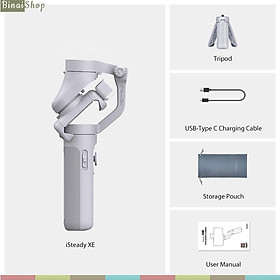 BinaiShop
Tripod
USB-Type C Charging Cable
Storage Pouch
iSteady XE
User Manual